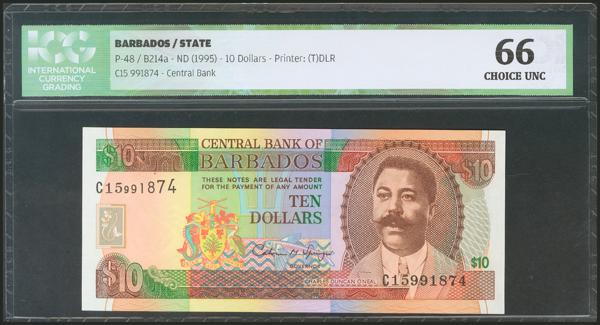 ICG
INTERNATIONAL
CURRENCY
GRADING
BARBADOS / STATE
P-48 / B214a - ND (1995) - 10 Dollars - Printer: (T)DLR
C15 991874 - Central Bank
66
CHOICE UNC
CENTRAL BANK OF
BARBADOS
$10
$10
THESE NOTES ARE LEGAL TENDER
FOR THE PAYMENT OF ANY AMOUNT
C15991874
TEN
DOLLARS
GOVERNOR
CHARLES DUNCAN O'NEAL
C15991874
$10
$10